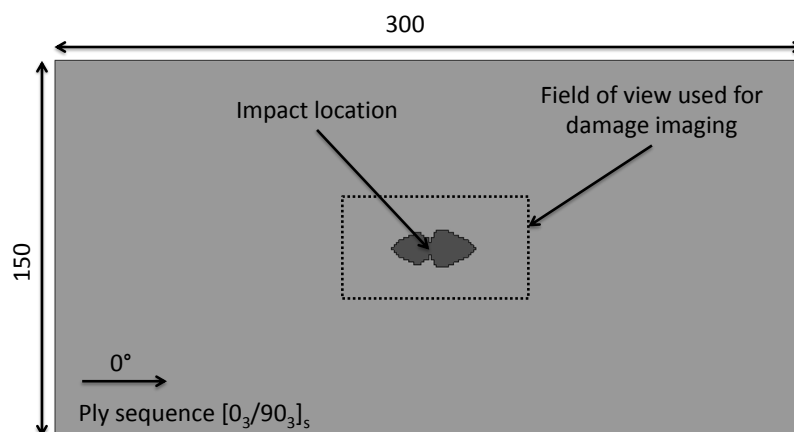 300
Impact location
Field of view used for
damage imaging
150
0°
Ply sequence [0₃/90₃]ₛ